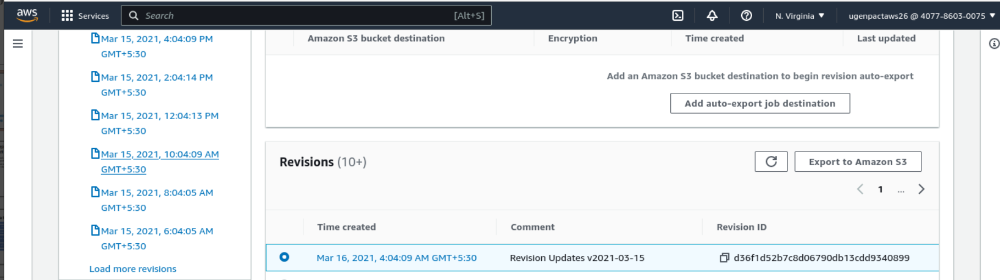 aws
Services
Search
[Alt+S]
N. Virginia
ugenpactaws26 @ 4077-8603-0075
Mar 15, 2021, 4:04:09 PM
GMT+5:30
Mar 15, 2021, 2:04:14 PM
GMT+5:30
Mar 15, 2021, 12:04:13 PM
GMT+5:30
Mar 15, 2021, 10:04:09 AM
GMT+5:30
Mar 15, 2021, 8:04:05 AM
GMT+5:30
Mar 15, 2021, 6:04:05 AM
GMT+5:30
Load more revisions
Amazon S3 bucket destination
Encryption
Time created
Last updated
Add an Amazon S3 bucket destination to begin revision auto-export
Add auto-export job destination
Revisions (10+)
Export to Amazon S3
1 ...
Time created
Comment
Revision ID
Mar 16, 2021, 4:04:09 AM GMT+5:30
Revision Updates v2021-03-15
d36f1d52b7c8d06790db13cdd9340899